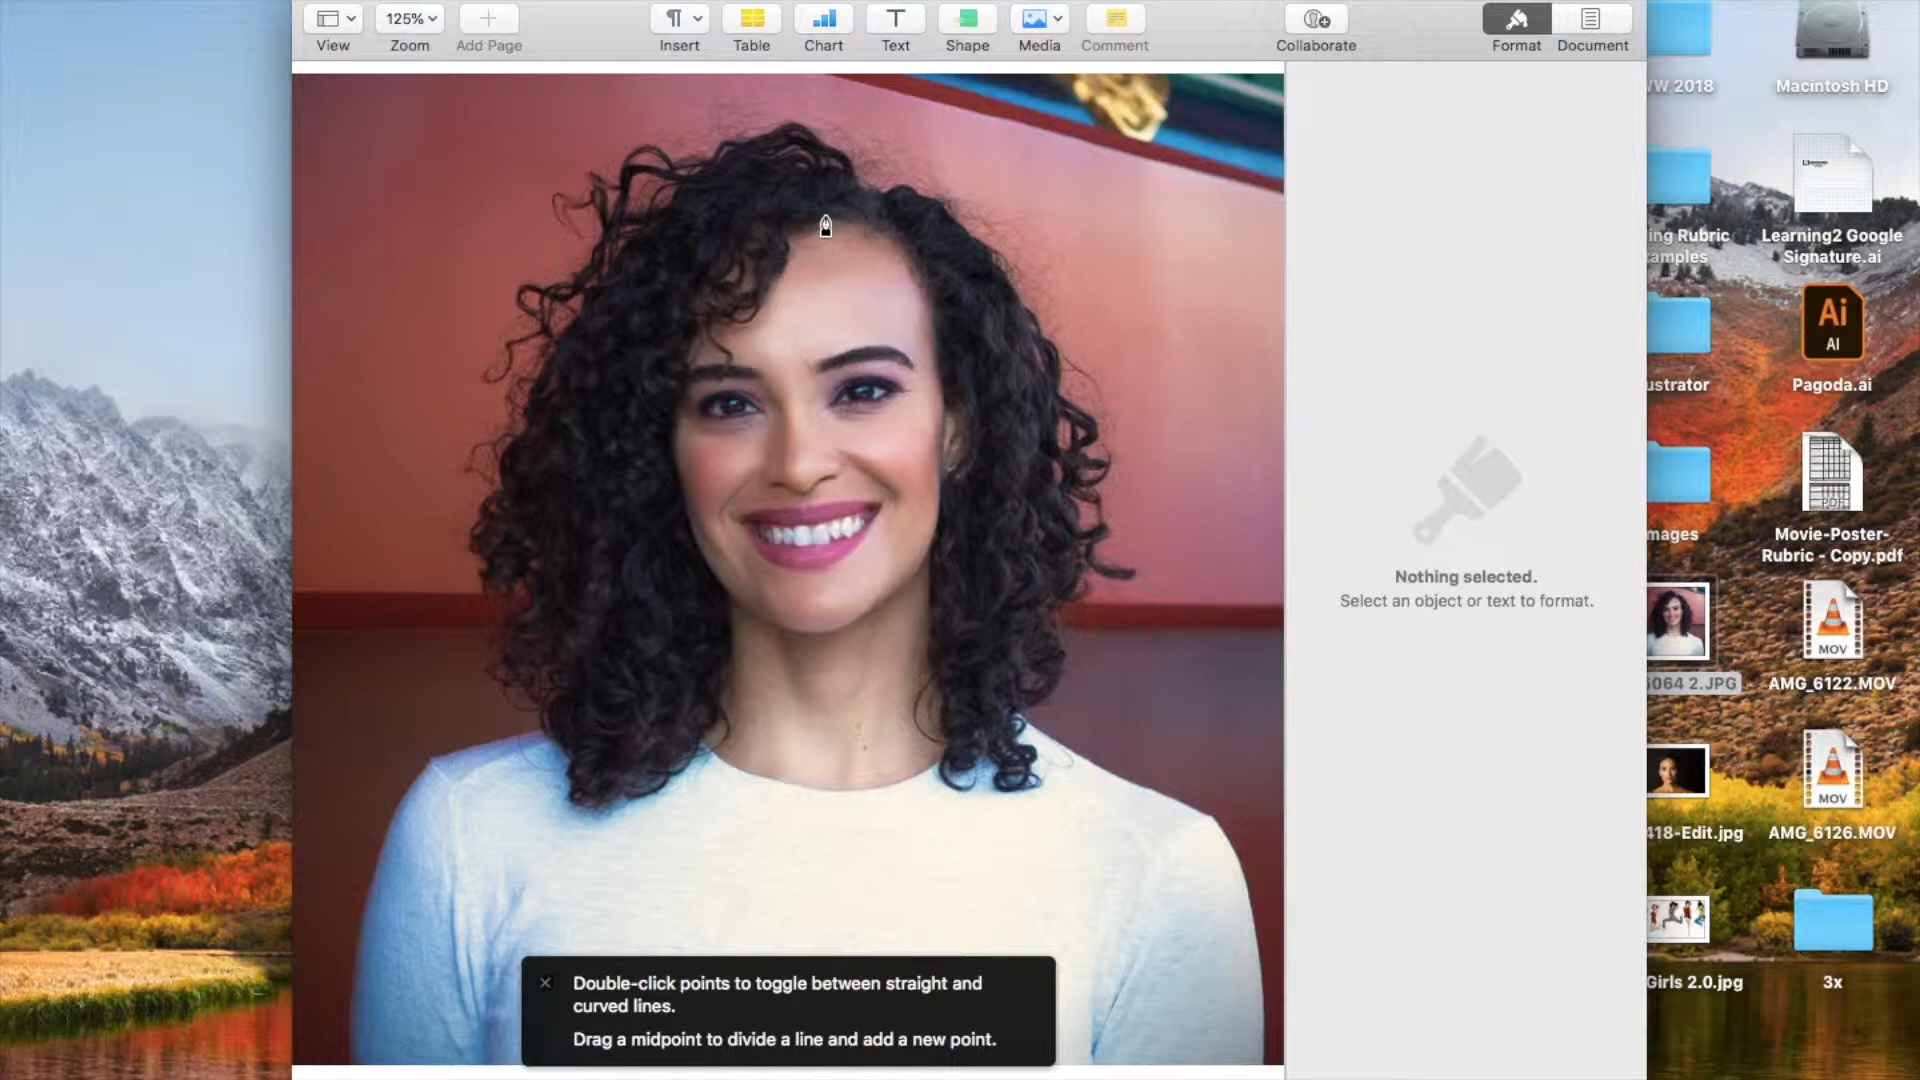 125%
View
Zoom
Add Page
Insert
Table
Chart
Text
Shape
Media
Comment
Collaborate
Format
Document
Nothing selected.
Select an object or text to format.
Double-click points to toggle between straight and
curved lines.
Drag a midpoint to divide a line and add a new point.
W 2018
Macintosh HD
ing Rubric
amples
Learning2 Google
Signature.ai
Ai
AI
ustrator
Pagoda.ai
PDF
mages
Movie-Poster-
Rubric - Copy.pdf
MOV
064 2.JPG
AMG_6122.MOV
MOV
418-Edit.jpg
AMG_6126.MOV
Girls 2.0.jpg
3x